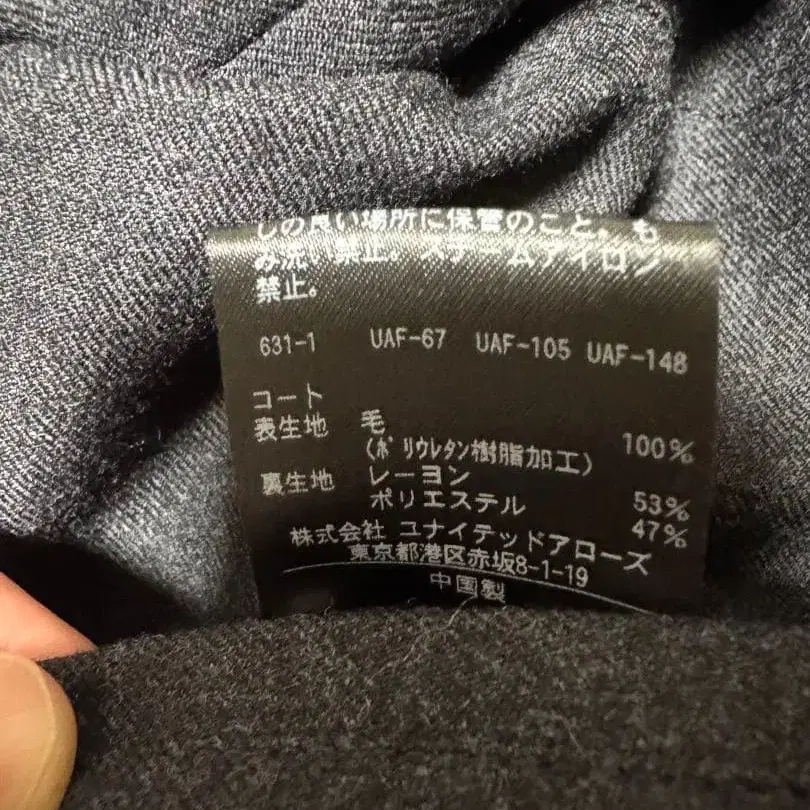 しの良い場所に保管のこと。も
み洗い禁止。スチームアイロン
禁止。
631-1 UAF-67 UAF-105 UAF-148
コート
表生地 毛 100%
(ポリウレタン樹脂加工)
裏生地 レーヨン 53%
ポリエステル 47%
株式会社 ユナイテッドアローズ
東京都港区赤坂8-1-19
中国製